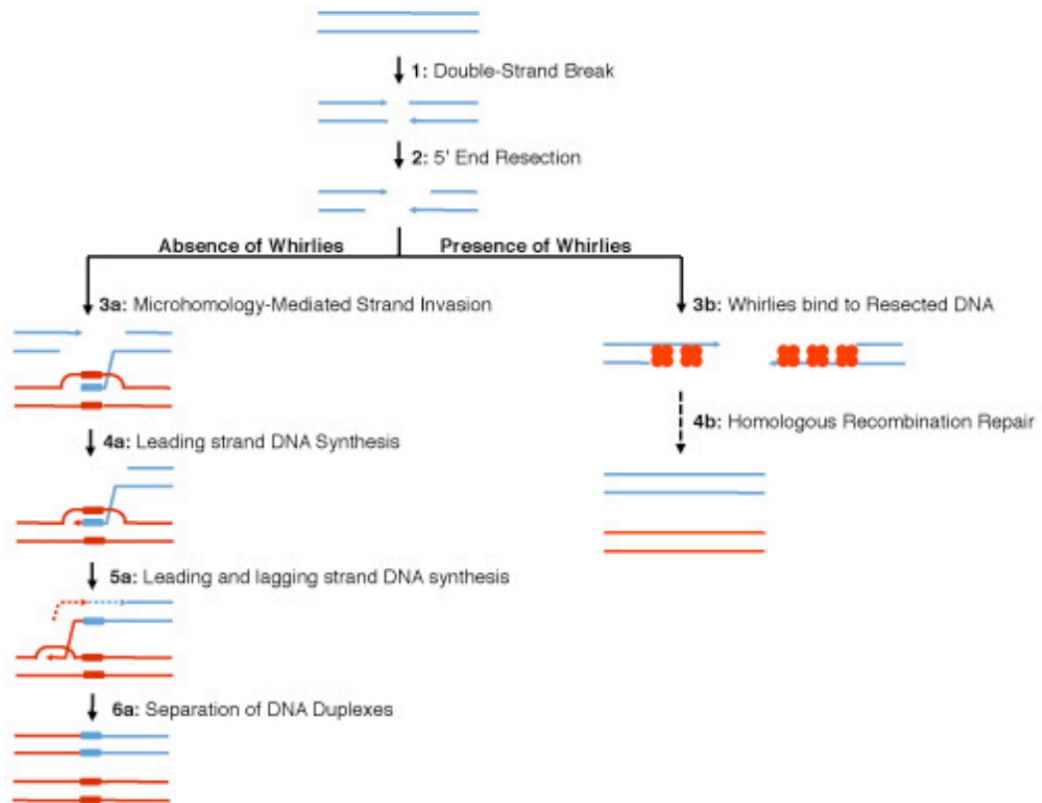 1: Double-Strand Break
2: 5' End Resection
Absence of Whirlies
Presence of Whirlies
3a: Microhomology-Mediated Strand Invasion
3b: Whirlies bind to Resected DNA
4a: Leading strand DNA Synthesis
4b: Homologous Recombination Repair
5a: Leading and lagging strand DNA synthesis
6a: Separation of DNA Duplexes